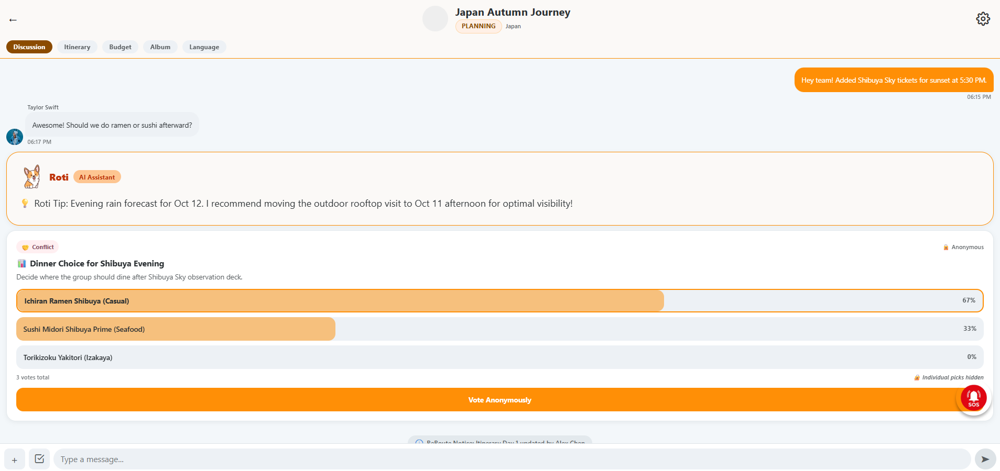 ←
Japan Autumn Journey
PLANNING Japan
Discussion Itinerary Budget Album Language
Hey team! Added Shibuya Sky tickets for sunset at 5:30 PM.
06:15 PM
Taylor Swift
Awesome! Should we do ramen or sushi afterward?
06:17 PM
Roti AI Assistant
💡 Roti Tip: Evening rain forecast for Oct 12. I recommend moving the outdoor rooftop visit to Oct 11 afternoon for optimal visibility!
🤝 Conflict 🔒 Anonymous
📊 Dinner Choice for Shibuya Evening
Decide where the group should dine after Shibuya Sky observation deck.
Ichiran Ramen Shibuya (Casual) 67%
Sushi Midori Shibuya Prime (Seafood) 33%
Torikizoku Yakitori (Izakaya) 0%
3 votes total 🔒 Individual picks hidden
Vote Anonymously
SOS
ReRoute Notice: Itinerary Day 1 updated by Alex Chen
+ Type a message...